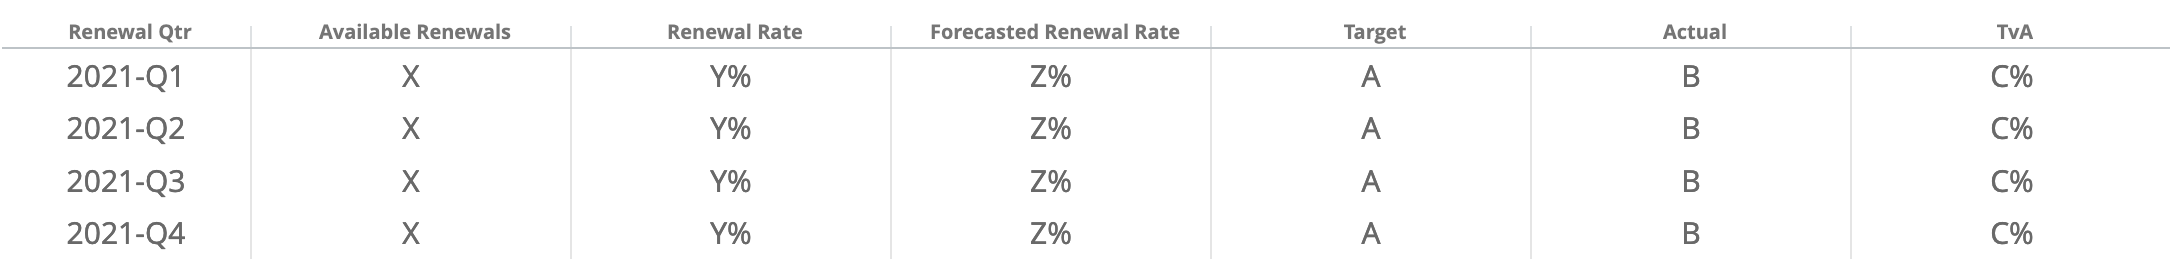 Renewal Qtr Available Renewals Renewal Rate Forecasted Renewal Rate Target Actual TvA
2021-Q1 X Y% Z% A B C%
2021-Q2 X Y% Z% A B C%
2021-Q3 X Y% Z% A B C%
2021-Q4 X Y% Z% A B C%